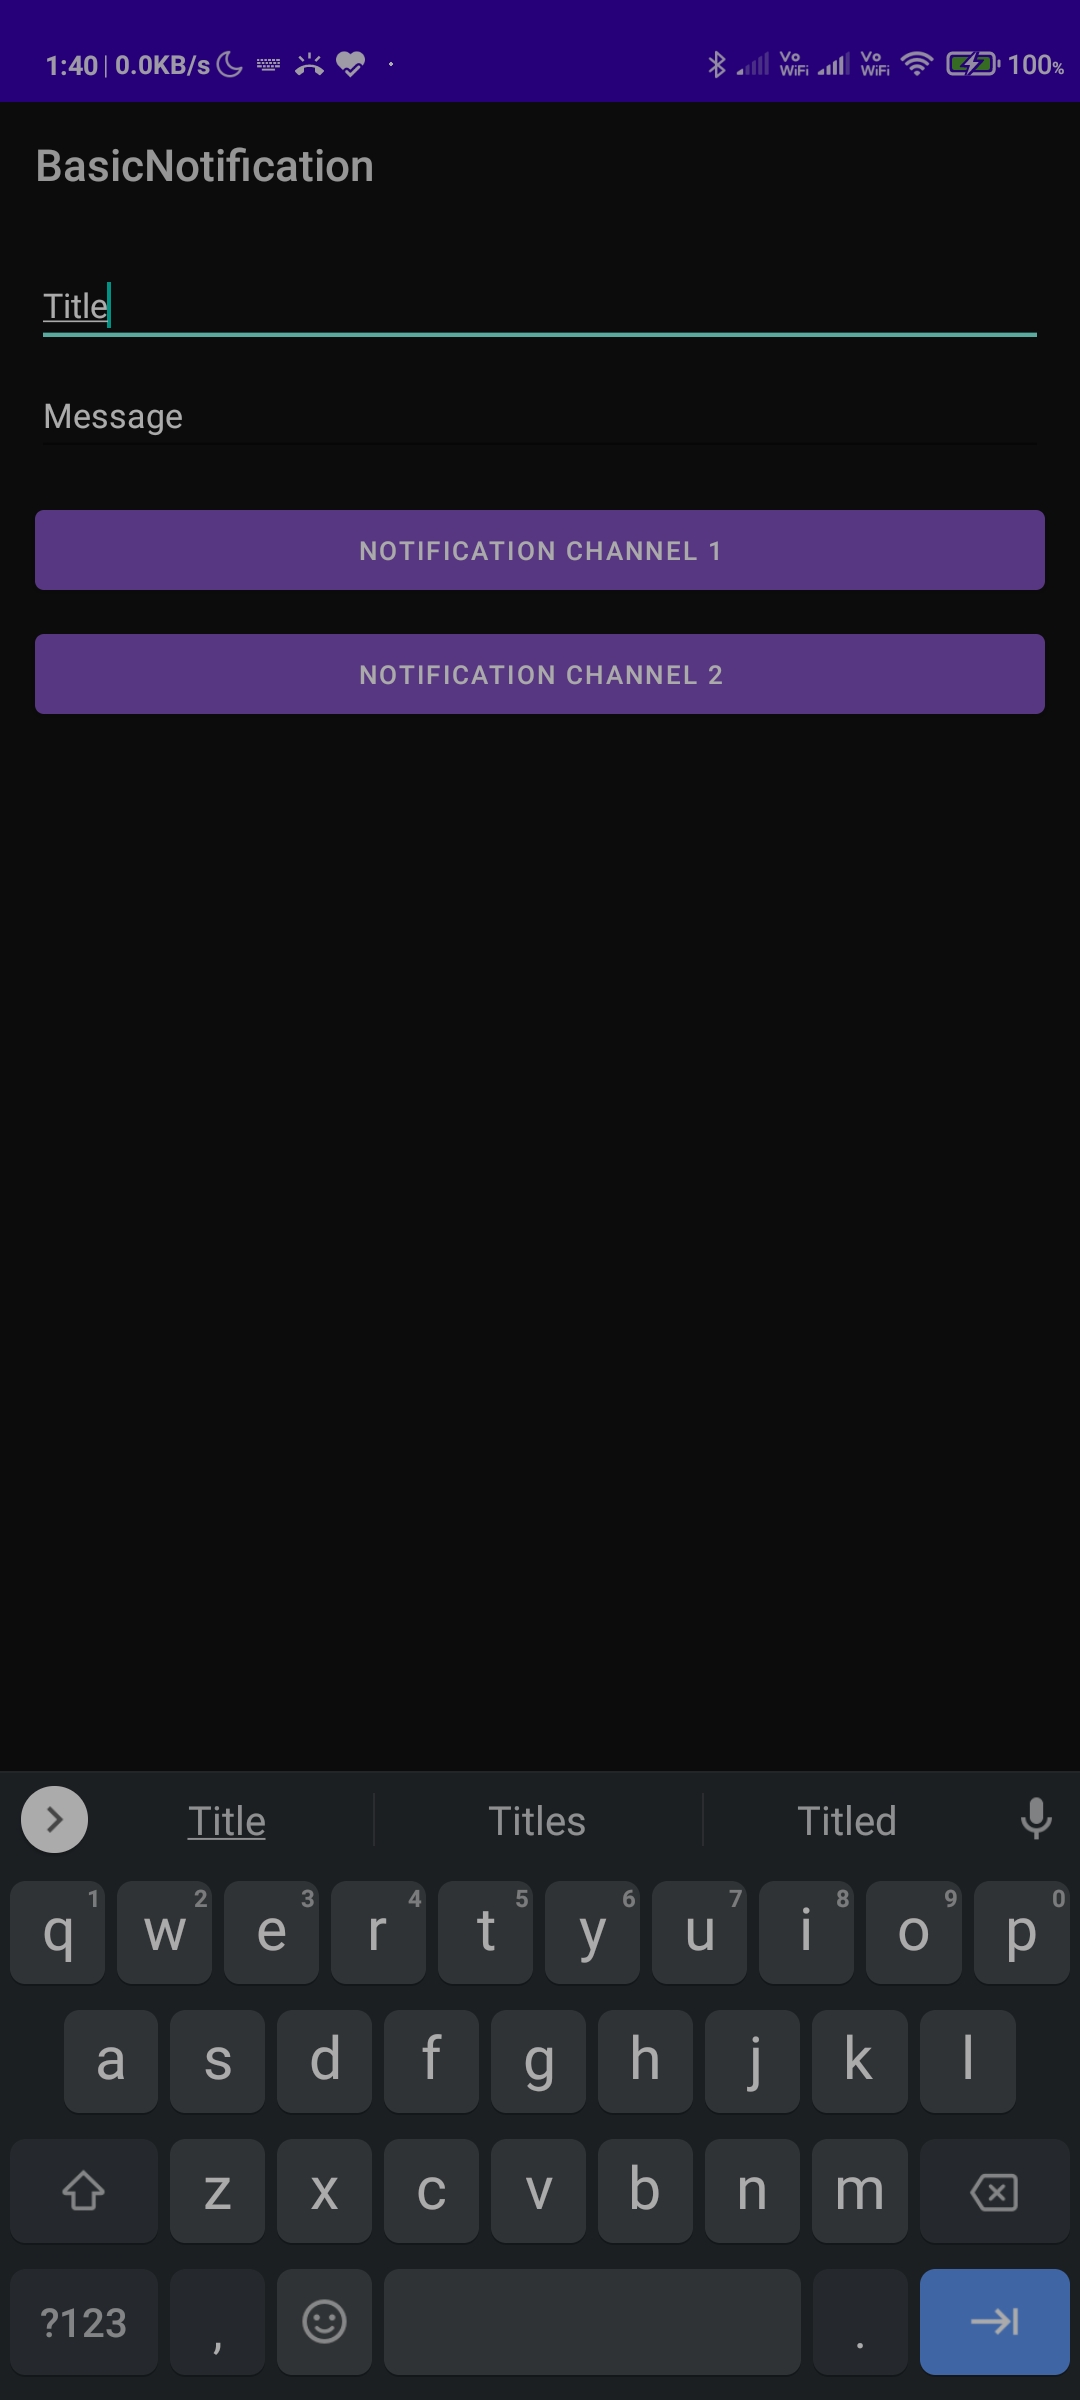 1:40 | 0.0KB/s Vo WiFi Vo WiFi 100%
BasicNotification
Title
Message
NOTIFICATION CHANNEL 1
NOTIFICATION CHANNEL 2
Title Titles Titled
q 1 w 2 e 3 r 4 t 5 y 6 u 7 i 8 o 9 p 0
a s d f g h j k l
z x c v b n m
?123 , .